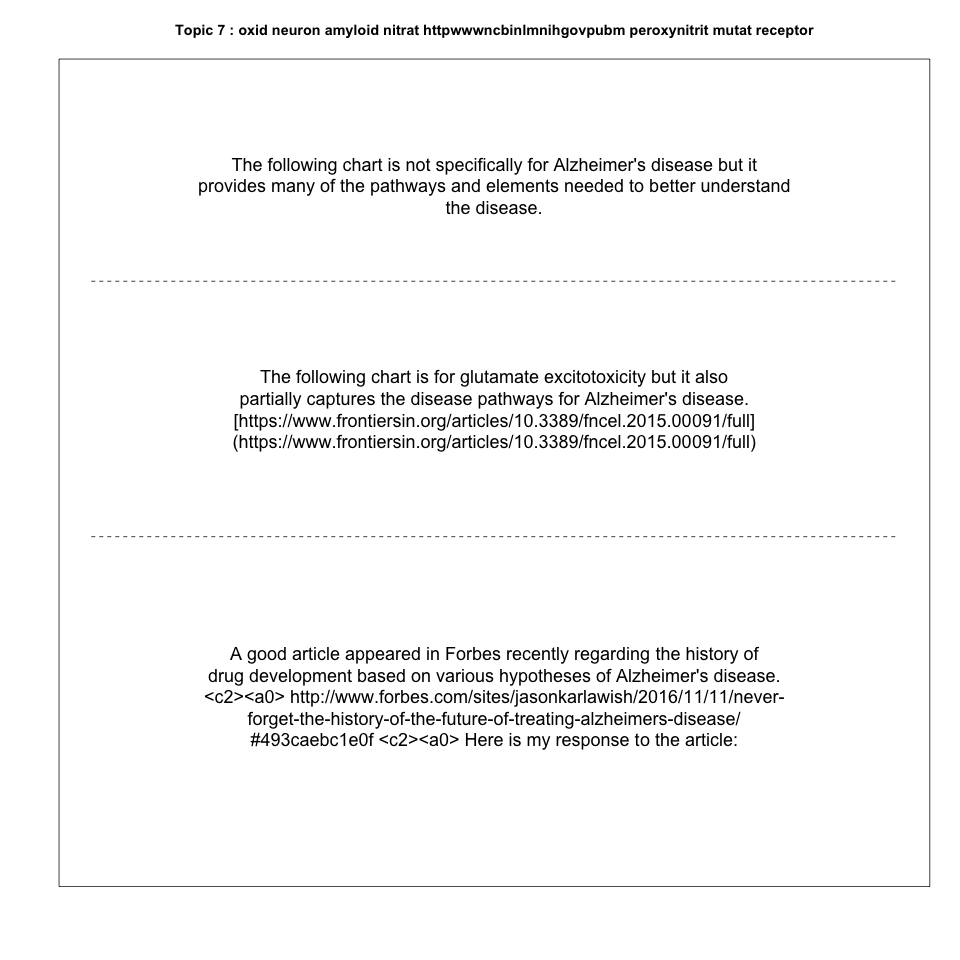 Topic 7 : oxid neuron amyloid nitrat httpwwwncbinlmnihgovpubm peroxynitrit mutat receptor
The following chart is not specifically for Alzheimer's disease but it
provides many of the pathways and elements needed to better understand
the disease.
The following chart is for glutamate excitotoxicity but it also
partially captures the disease pathways for Alzheimer's disease.
[https://www.frontiersin.org/articles/10.3389/fncel.2015.00091/full]
(https://www.frontiersin.org/articles/10.3389/fncel.2015.00091/full)
A good article appeared in Forbes recently regarding the history of
drug development based on various hypotheses of Alzheimer's disease.
<c2><a0> http://www.forbes.com/sites/jasonkarlawish/2016/11/11/never-
forget-the-history-of-the-future-of-treating-alzheimers-disease/
#493caebc1e0f <c2><a0> Here is my response to the article: